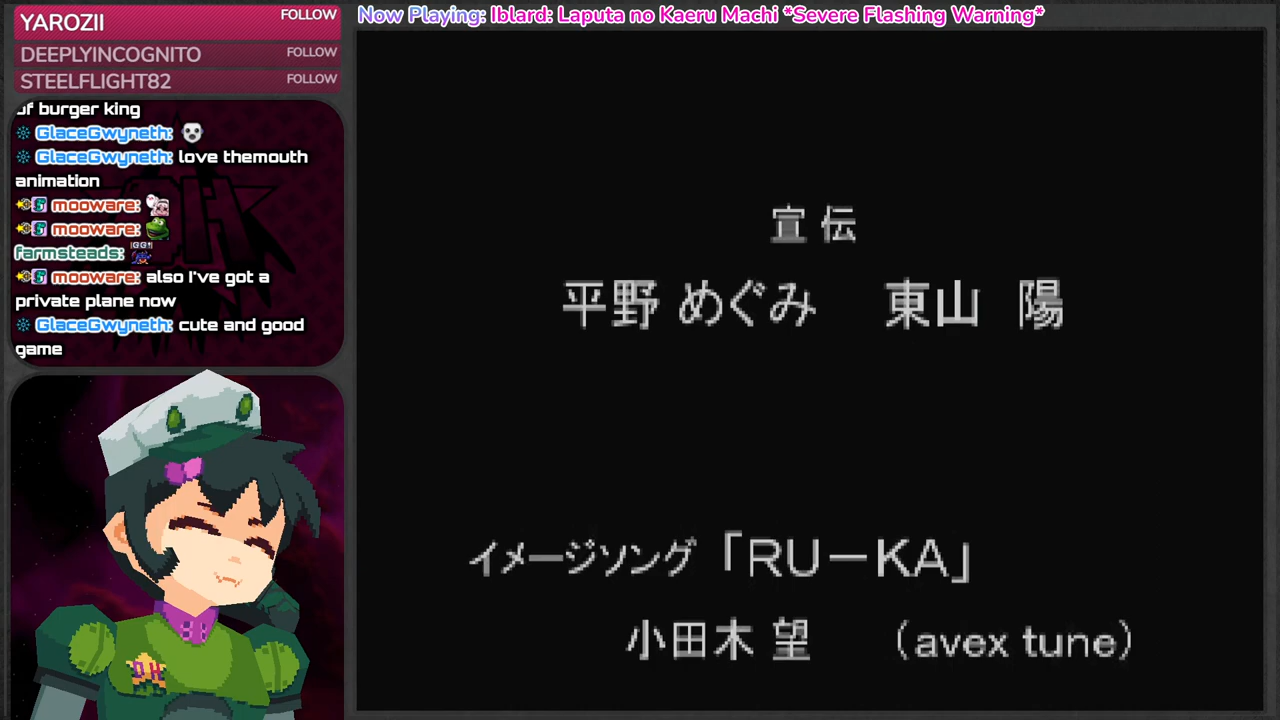 YAROZII FOLLOW
DEEPLYINCOGNITO FOLLOW
STEELFLIGHT82 FOLLOW
of burger king
GlaceGwyneth:
GlaceGwyneth: love themouth
animation
mooware:
mooware:
farmsteads: GG!
mooware: also I've got a
private plane now
GlaceGwyneth: cute and good
game
Now Playing: Iblard: Laputa no Kaeru Machi *Severe Flashing Warning*
宣伝
平野 めぐみ 東山 陽
イメージソング「RU－KA」
小田木 望 （avex tune）